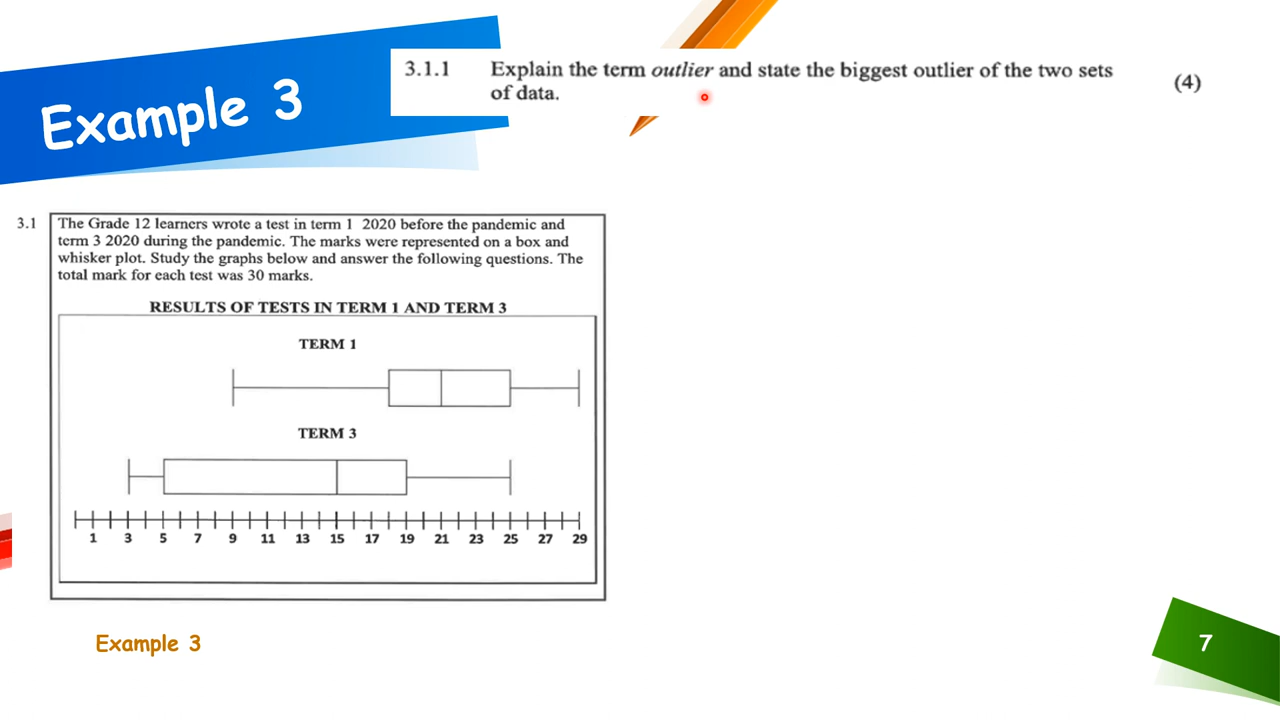 Example 3
3.1.1 Explain the term outlier and state the biggest outlier of the two sets
of data. (4)
3.1 The Grade 12 learners wrote a test in term 1 2020 before the pandemic and
term 3 2020 during the pandemic. The marks were represented on a box and
whisker plot. Study the graphs below and answer the following questions. The
total mark for each test was 30 marks.
RESULTS OF TESTS IN TERM 1 AND TERM 3
TERM 1
TERM 3
1 3 5 7 9 11 13 15 17 19 21 23 25 27 29
Example 3
7